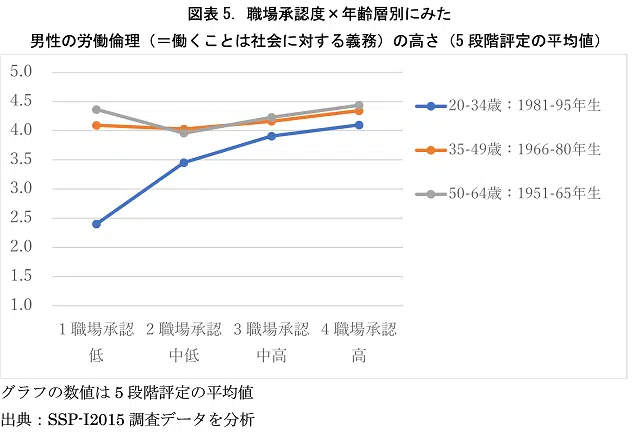 図表5. 職場承認度×年齢層別にみた
男性の労働倫理（＝働くことは社会に対する義務）の高さ（5段階評定の平均値）
5.0
4.5
4.0
3.5
3.0
2.5
2.0
1.5
1.0
20-34歳：1981-95年生
35-49歳：1966-80年生
50-64歳：1951-65年生
1 職場承認 2 職場承認 3 職場承認 4 職場承認
低 中低 中高 高
グラフの数値は5段階評定の平均値
出典：SSP-I2015 調査データを分析